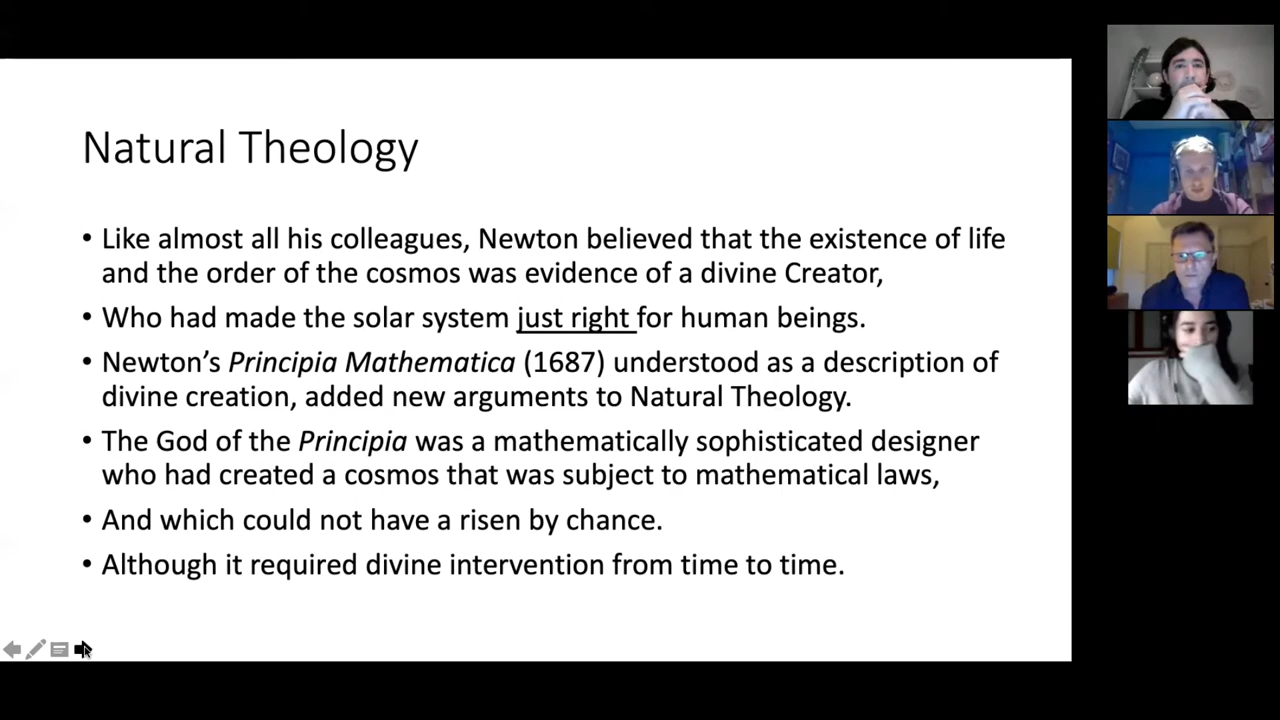 Natural Theology
• Like almost all his colleagues, Newton believed that the existence of life
and the order of the cosmos was evidence of a divine Creator,
• Who had made the solar system just right for human beings.
• Newton’s Principia Mathematica (1687) understood as a description of
divine creation, added new arguments to Natural Theology.
• The God of the Principia was a mathematically sophisticated designer
who had created a cosmos that was subject to mathematical laws,
• And which could not have a risen by chance.
• Although it required divine intervention from time to time.